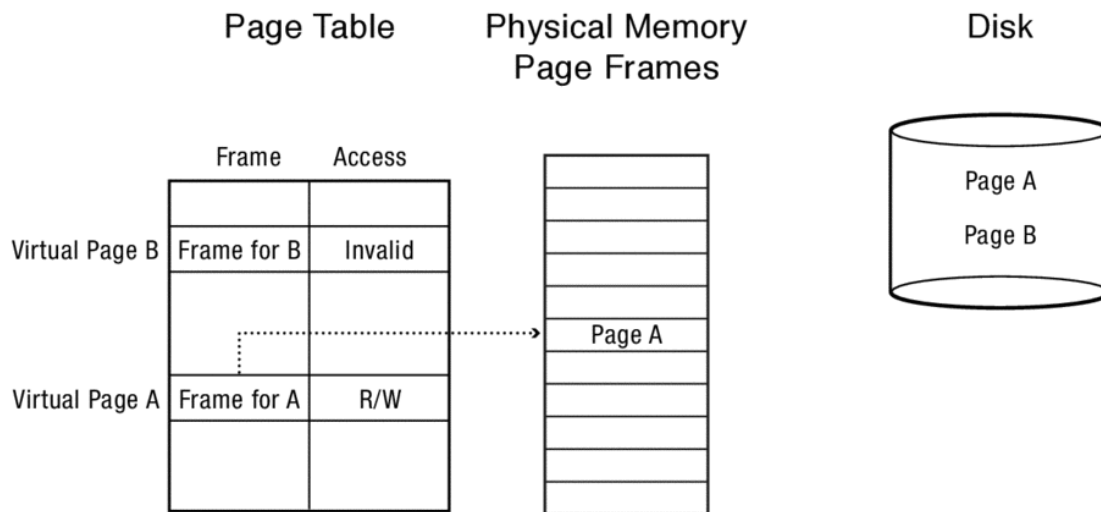 Page Table
Physical Memory
Page Frames
Disk
Frame
Access
Virtual Page B
Frame for B
Invalid
Virtual Page A
Frame for A
R/W
Page A
Page A
Page B